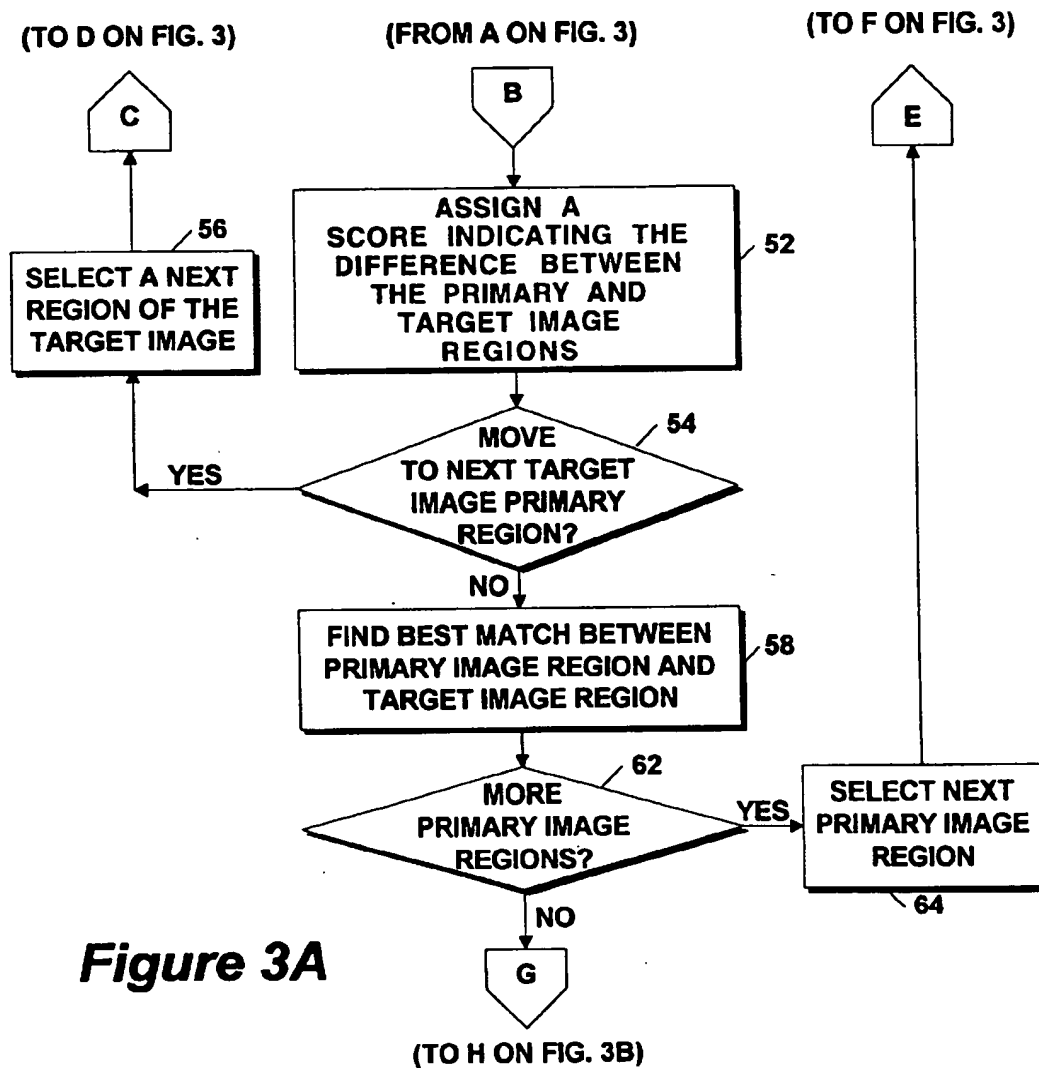 (TO D ON FIG. 3)
(FROM A ON FIG. 3)
(TO F ON FIG. 3)
C
B
E
ASSIGN A
SCORE INDICATING THE
DIFFERENCE BETWEEN
THE PRIMARY AND
TARGET IMAGE
REGIONS
52
56
SELECT A NEXT
REGION OF THE
TARGET IMAGE
MOVE
TO NEXT TARGET
IMAGE PRIMARY
REGION?
54
YES
NO
FIND BEST MATCH BETWEEN
PRIMARY IMAGE REGION AND
TARGET IMAGE REGION
58
MORE
PRIMARY IMAGE
REGIONS?
62
YES
SELECT NEXT
PRIMARY IMAGE
REGION
64
NO
G
(TO H ON FIG. 3B)
Figure 3A